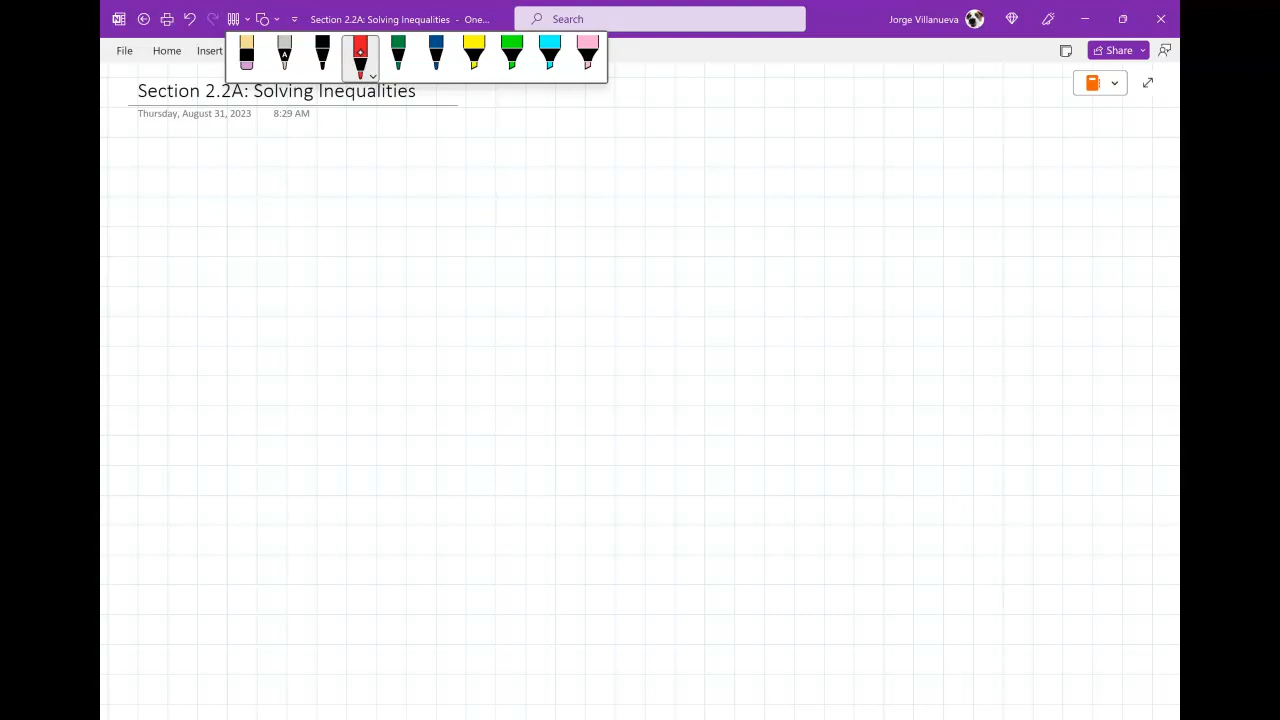 Section 2.2A: Solving Inequalities - One...
Search
Jorge Villanueva
File Home Insert
Share
A
Section 2.2A: Solving Inequalities
Thursday, August 31, 2023 8:29 AM